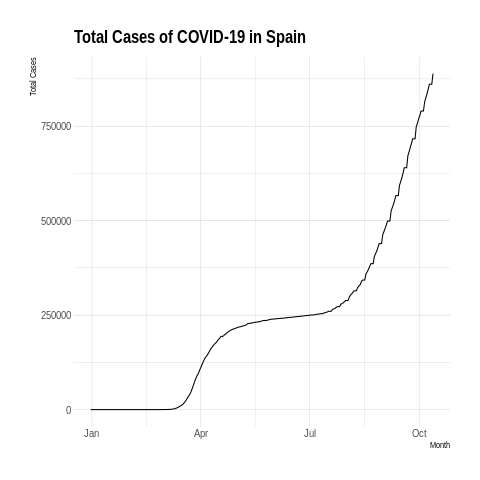 Total Cases of COVID-19 in Spain
Total Cases
750000
500000
250000
0
Jan Apr Jul Oct
Month